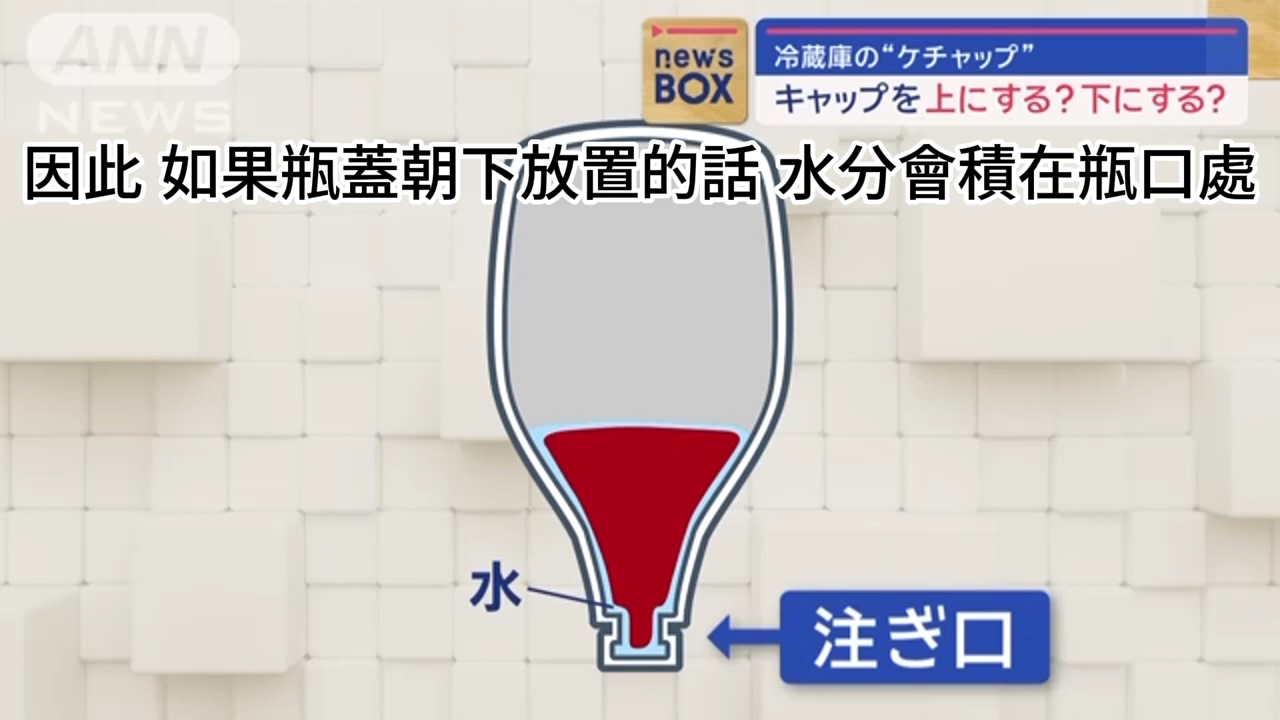 ANN
NEWS
news
BOX
冷蔵庫の“ケチャップ”
キャップを上にする？下にする？
因此 如果瓶蓋朝下放置的話 水分會積在瓶口處
水
注ぎ口